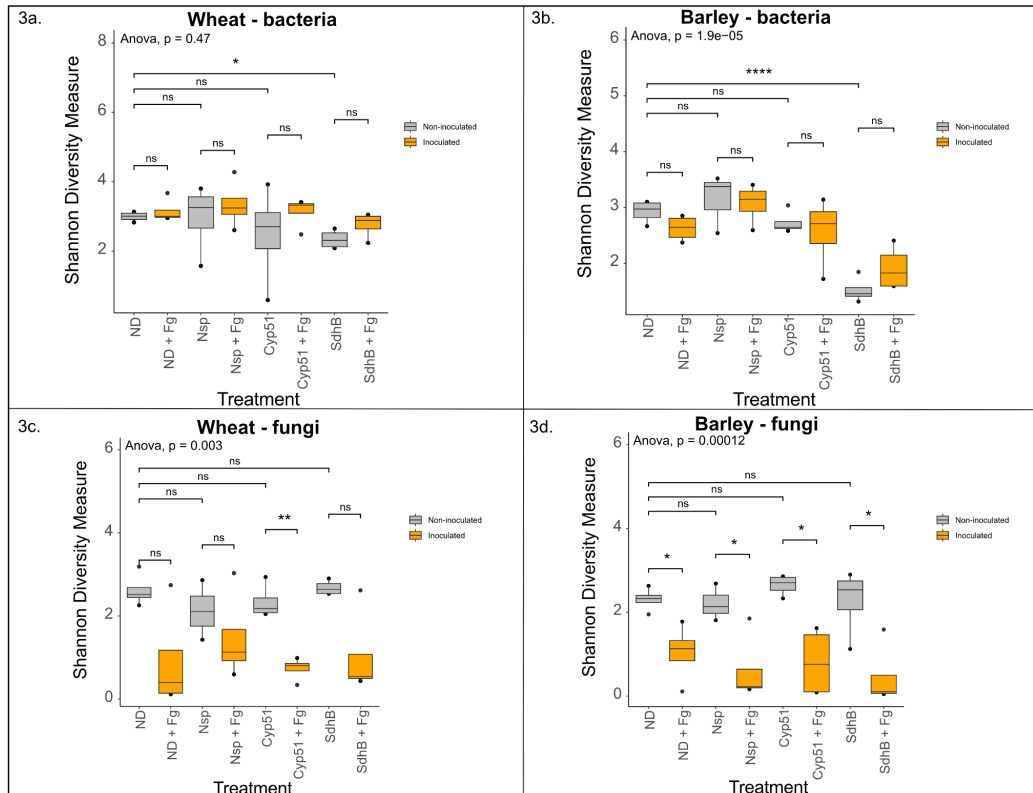 3a.
Wheat - bacteria
Anova, p = 0.47
8
6
4
2
Shannon Diversity Measure
*
ns
ns
ns
ns
ns
ns
Non-inoculated
Inoculated
ND
ND + Fg
Nsp
Nsp + Fg
Cyp51
Cyp51 + Fg
SdhB
SdhB + Fg
Treatment
3b.
Barley - bacteria
Anova, p = 1.9e−05
6
5
4
3
2
Shannon Diversity Measure
****
ns
ns
ns
ns
ns
ns
Non-inoculated
Inoculated
ND
ND + Fg
Nsp
Nsp + Fg
Cyp51
Cyp51 + Fg
SdhB
SdhB + Fg
Treatment
3c.
Wheat - fungi
Anova, p = 0.003
6
4
2
0
Shannon Diversity Measure
ns
ns
ns
**
ns
ns
ns
Non-inoculated
Inoculated
ND
ND + Fg
Nsp
Nsp + Fg
Cyp51
Cyp51 + Fg
SdhB
SdhB + Fg
Treatment
3d.
Barley - fungi
Anova, p = 0.00012
6
4
2
0
Shannon Diversity Measure
ns
ns
ns
*
*
*
*
Non-inoculated
Inoculated
ND
ND + Fg
Nsp
Nsp + Fg
Cyp51
Cyp51 + Fg
SdhB
SdhB + Fg
Treatment